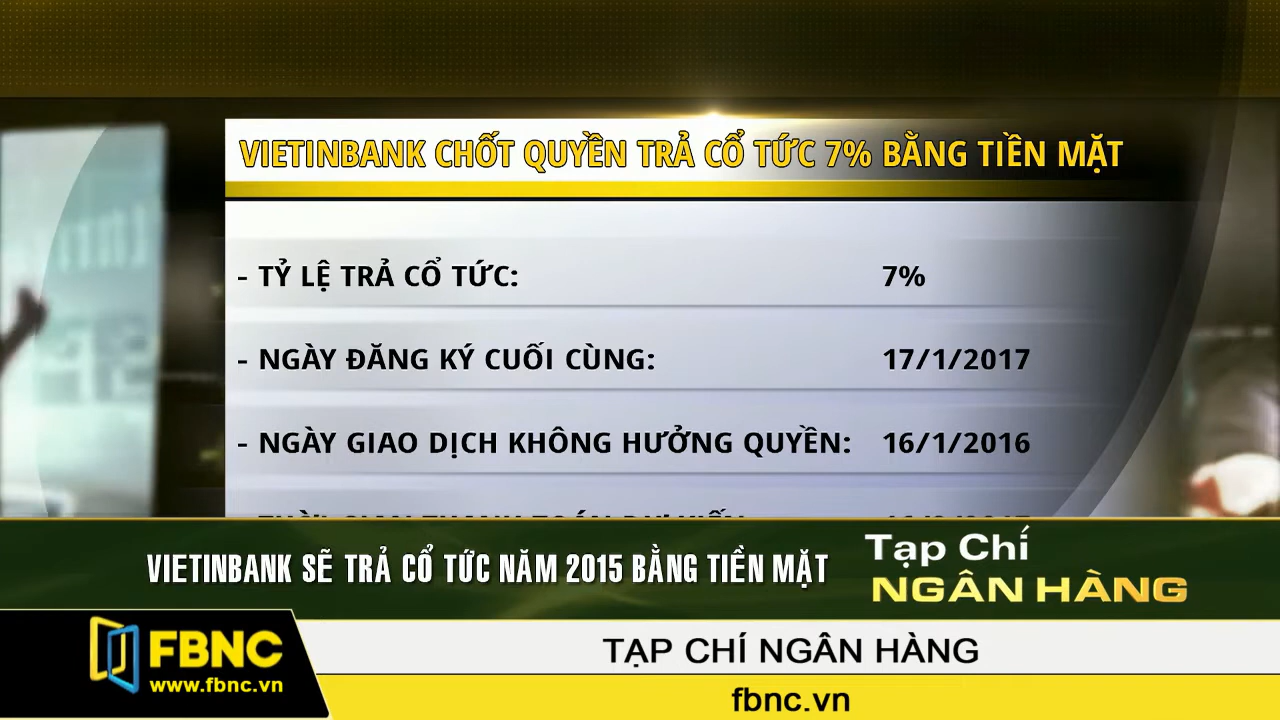 VIETINBANK CHỐT QUYỀN TRẢ CỔ TỨC 7% BẰNG TIỀN MẶT
- TỶ LỆ TRẢ CỔ TỨC: 7%
- NGÀY ĐĂNG KÝ CUỐI CÙNG: 17/1/2017
- NGÀY GIAO DỊCH KHÔNG HƯỞNG QUYỀN: 16/1/2016
VIETINBANK SẼ TRẢ CỔ TỨC NĂM 2015 BẰNG TIỀN MẶT
Tạp Chí
NGÂN HÀNG
FBNC
www.fbnc.vn
TẠP CHÍ NGÂN HÀNG
fbnc.vn